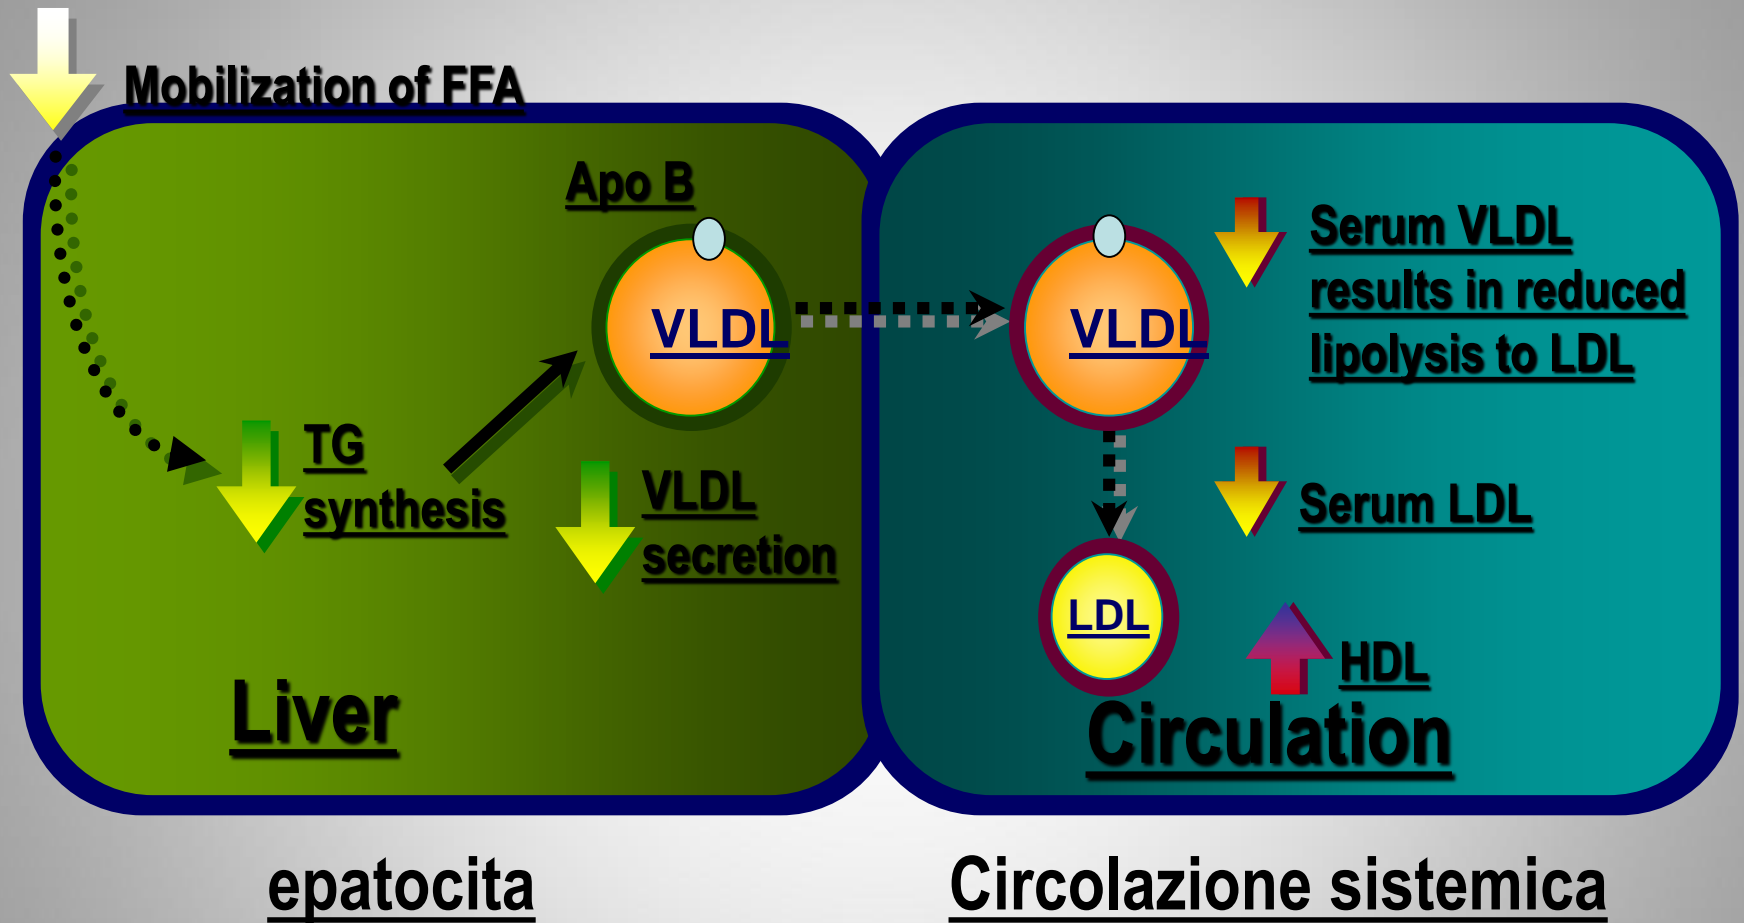 Mobilization of FFA
Apo B
VLDL
TG
synthesis
VLDL
secretion
Liver
VLDL
Serum VLDL
results in reduced
lipolysis to LDL
Serum LDL
LDL
HDL
Circulation
epatocita
Circolazione sistemica